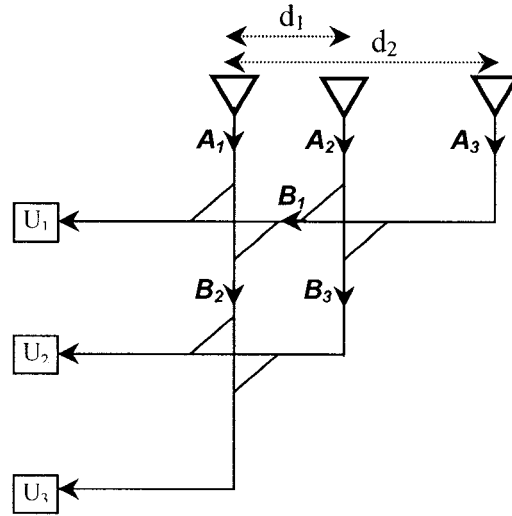 d₁
d₂
A₁ A₂ A₃
B₁
U₁
B₂ B₃
U₂
U₃